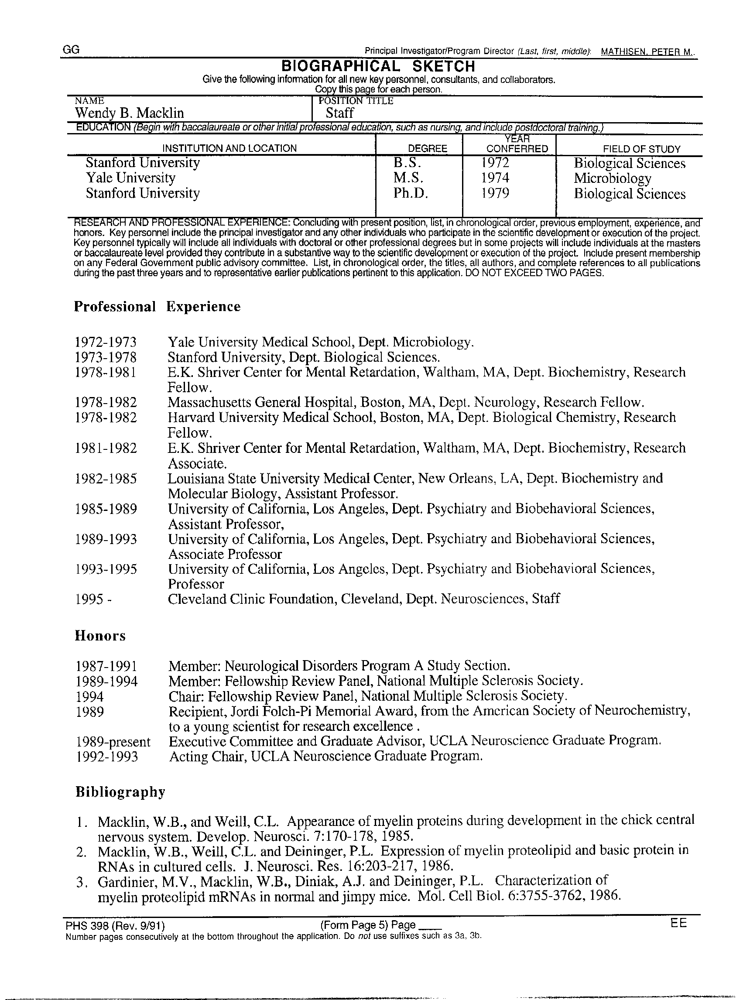 GG
Principal Investigator/Program Director (Last, first, middle): MATHISEN, PETER M.
BIOGRAPHICAL SKETCH
Give the following information for all new key personnel, consultants, and collaborators.
Copy this page for each person.
NAME
POSITION TITLE
Wendy B. Macklin
Staff
EDUCATION (Begin with baccalaureate or other initial professional education, such as nursing, and include postdoctoral training.)
INSTITUTION AND LOCATION DEGREE YEAR CONFERRED FIELD OF STUDY
Stanford University B.S. 1972 Biological Sciences
Yale University M.S. 1974 Microbiology
Stanford University Ph.D. 1979 Biological Sciences
RESEARCH AND PROFESSIONAL EXPERIENCE: Concluding with present position, list, in chronological order, previous employment, experience, and
honors. Key personnel include the principal investigator and any other individuals who participate in the scientific development or execution of the project.
Key personnel typically will include all individuals with doctoral or other professional degrees but in some projects will include individuals at the masters
or baccalaureate level provided they contribute in a substantive way to the scientific development or execution of the project. Include present membership
on any Federal Government public advisory committee. List, in chronological order, the titles, all authors, and complete references to all publications
during the past three years and to representative earlier publications pertinent to this application. DO NOT EXCEED TWO PAGES.
Professional Experience
1972-1973 Yale University Medical School, Dept. Microbiology.
1973-1978 Stanford University, Dept. Biological Sciences.
1978-1981 E.K. Shriver Center for Mental Retardation, Waltham, MA, Dept. Biochemistry, Research
Fellow.
1978-1982 Massachusetts General Hospital, Boston, MA, Dept. Neurology, Research Fellow.
1978-1982 Harvard University Medical School, Boston, MA, Dept. Biological Chemistry, Research
Fellow.
1981-1982 E.K. Shriver Center for Mental Retardation, Waltham, MA, Dept. Biochemistry, Research
Associate.
1982-1985 Louisiana State University Medical Center, New Orleans, LA, Dept. Biochemistry and
Molecular Biology, Assistant Professor.
1985-1989 University of California, Los Angeles, Dept. Psychiatry and Biobehavioral Sciences,
Assistant Professor,
1989-1993 University of California, Los Angeles, Dept. Psychiatry and Biobehavioral Sciences,
Associate Professor
1993-1995 University of California, Los Angeles, Dept. Psychiatry and Biobehavioral Sciences,
Professor
1995 - Cleveland Clinic Foundation, Cleveland, Dept. Neurosciences, Staff
Honors
1987-1991 Member: Neurological Disorders Program A Study Section.
1989-1994 Member: Fellowship Review Panel, National Multiple Sclerosis Society.
1994 Chair: Fellowship Review Panel, National Multiple Sclerosis Society.
1989 Recipient, Jordi Folch-Pi Memorial Award, from the American Society of Neurochemistry,
to a young scientist for research excellence .
1989-present Executive Committee and Graduate Advisor, UCLA Neuroscience Graduate Program.
1992-1993 Acting Chair, UCLA Neuroscience Graduate Program.
Bibliography
1. Macklin, W.B., and Weill, C.L. Appearance of myelin proteins during development in the chick central
nervous system. Develop. Neurosci. 7:170-178, 1985.
2. Macklin, W.B., Weill, C.L. and Deininger, P.L. Expression of myelin proteolipid and basic protein in
RNAs in cultured cells. J. Neurosci. Res. 16:203-217, 1986.
3. Gardinier, M.V., Macklin, W.B., Diniak, A.J. and Deininger, P.L. Characterization of
myelin proteolipid mRNAs in normal and jimpy mice. Mol. Cell Biol. 6:3755-3762, 1986.
PHS 398 (Rev. 9/91) (Form Page 5) Page ____ EE
Number pages consecutively at the bottom throughout the application. Do not use suffixes such as 3a, 3b.